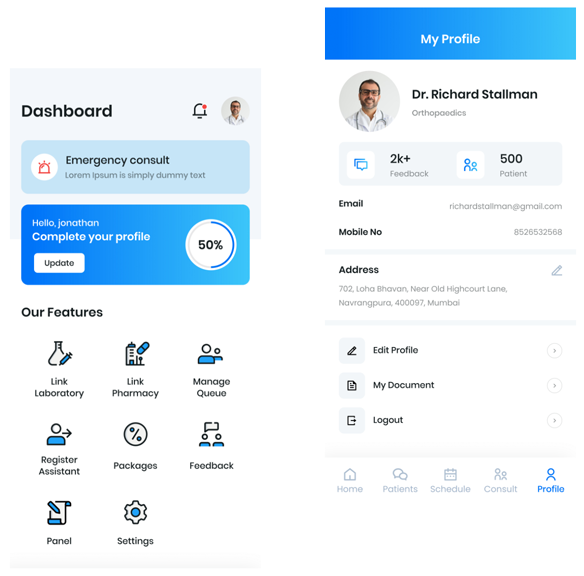 Dashboard
Emergency consult
Lorem Ipsum is simply dummy text
Hello, jonathan
Complete your profile
50%
Update
Our Features
Link
Laboratory
Link
Pharmacy
Manage
Queue
Register
Assistant
Packages
Feedback
Panel
Settings
My Profile
Dr. Richard Stallman
Orthopaedics
2k+
Feedback
500
Patient
Email
richardstallman@gmail.com
Mobile No
8526532568
Address
702, Loha Bhavan, Near Old Highcourt Lane,
Navrangpura, 400097, Mumbai
Edit Profile
My Document
Logout
Home
Patients
Schedule
Consult
Profile